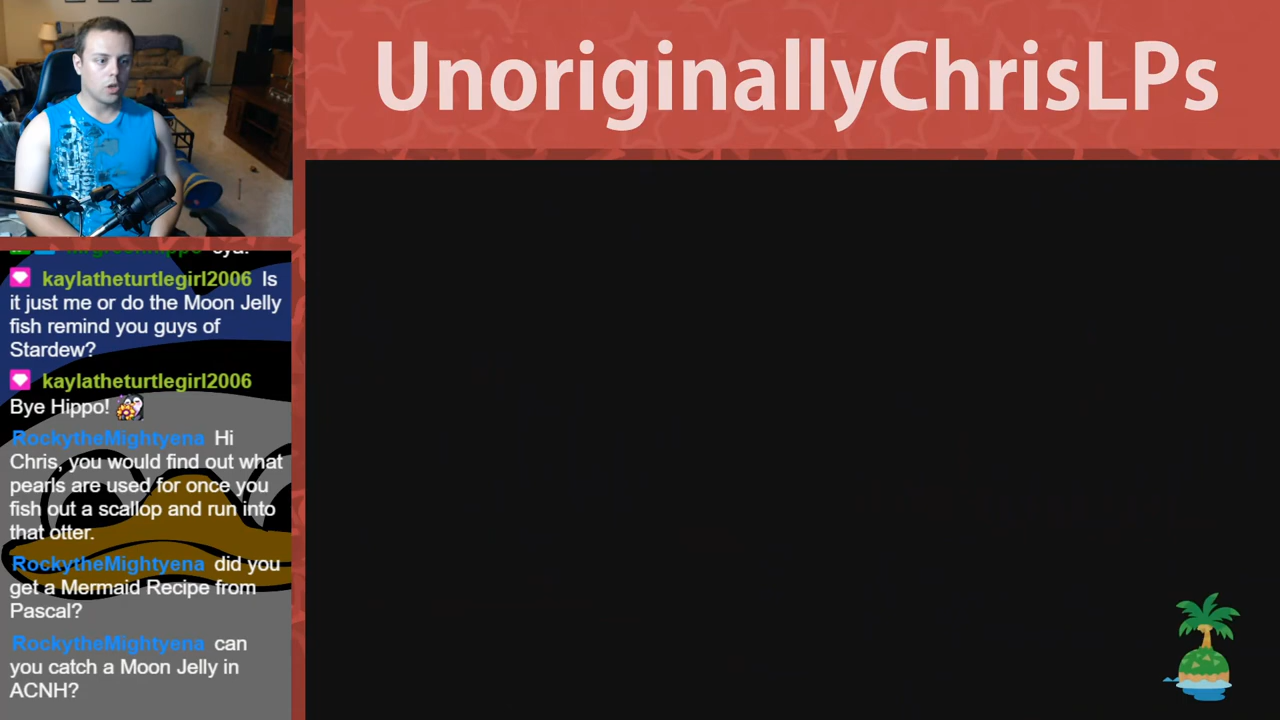 UnoriginallyChrisLPs
kaylatheturtlegirl2006 Is
it just me or do the Moon Jelly
fish remind you guys of
Stardew?
kaylatheturtlegirl2006
Bye Hippo!
RockytheMightyena Hi
Chris, you would find out what
pearls are used for once you
fish out a scallop and run into
that otter.
RockytheMightyena did you
get a Mermaid Recipe from
Pascal?
RockytheMightyena can
you catch a Moon Jelly in
ACNH?